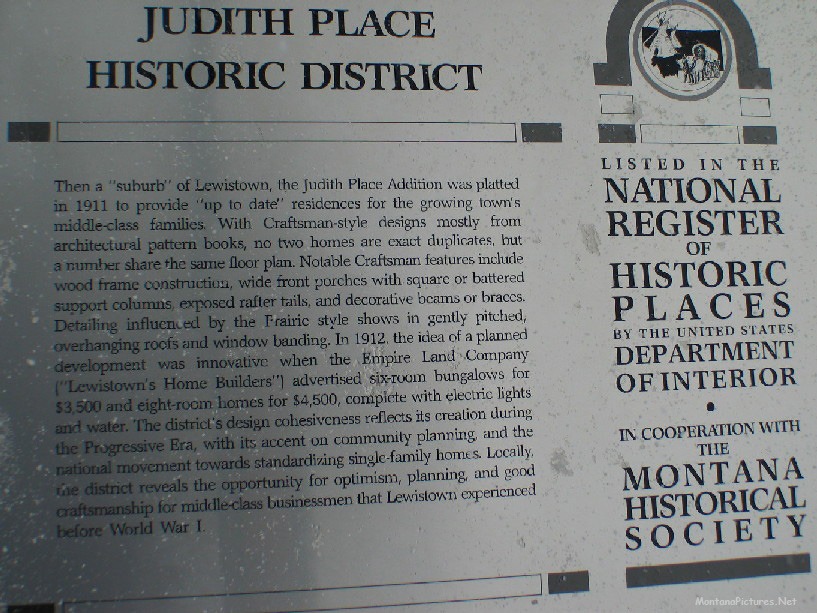 JUDITH PLACE
HISTORIC DISTRICT
Then a "suburb" of Lewistown, the Judith Place Addition was platted
in 1911 to provide "up to date" residences for the growing town's
middle-class families. With Craftsman-style designs mostly from
architectural pattern books, no two homes are exact duplicates, but
a number share the same floor plan. Notable Craftsman features include
wood frame construction, wide front porches with square or battered
support columns, exposed rafter tails, and decorative beams or braces.
Detailing influenced by the Prairie style shows in gently pitched,
overhanging roofs and window banding. In 1912, the idea of a planned
development was innovative when the Empire Land Company
("Lewistown's Home Builders") advertised six-room bungalows for
$3,500 and eight-room homes for $4,500, complete with electric lights
and water. The district's design cohesiveness reflects its creation during
the Progressive Era, with its accent on community planning, and the
national movement towards standardizing single-family homes. Locally,
the district reveals the opportunity for optimism, planning, and good
craftsmanship for middle-class businessmen that Lewistown experienced
before World War I.
LISTED IN THE
NATIONAL
REGISTER
OF
HISTORIC
PLACES
BY THE UNITED STATES
DEPARTMENT
OF INTERIOR
•
IN COOPERATION WITH
THE
MONTANA
HISTORICAL
SOCIETY
MontanaPictures.Net